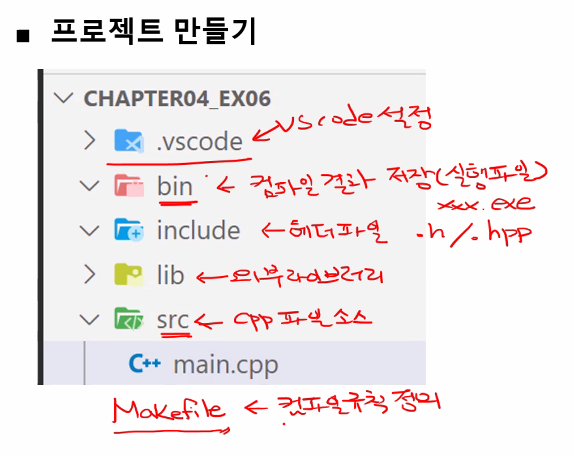 ■ 프로젝트 만들기
CHAPTER04_EX06
.vscode ← vscode 설정
bin ← 컴파일 결과 저장(실행파일)
xxx.exe
include ← 헤더파일 .h / .hpp
lib ← 외부라이브러리
src ← cpp 파일 소스
C++ main.cpp
Makefile ← 컴파일 규칙 정의